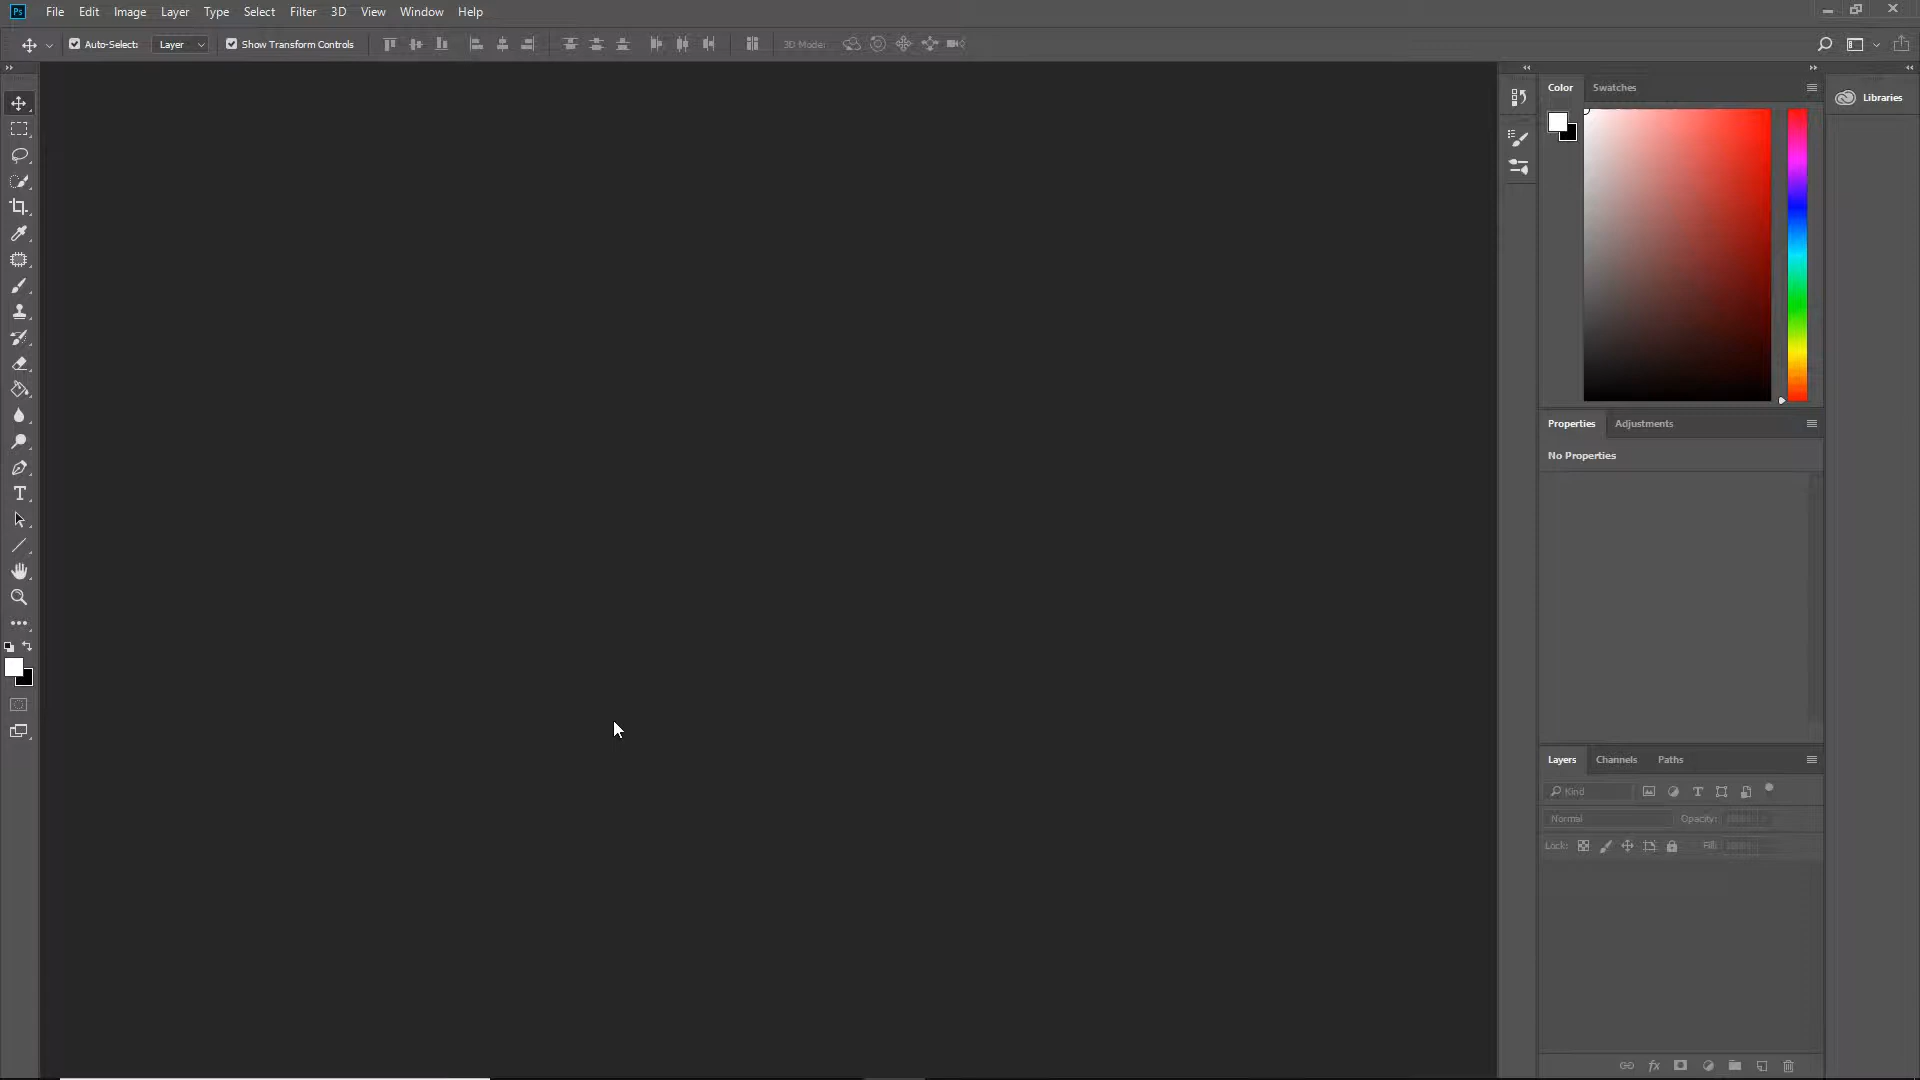 Ps File Edit Image Layer Type Select Filter 3D View Window Help
Auto-Select: Layer Show Transform Controls 3D Mode:
Color Swatches
Libraries
Properties Adjustments
No Properties
Layers Channels Paths
Kind
Normal Opacity:
Lock: Fill:
T
fx